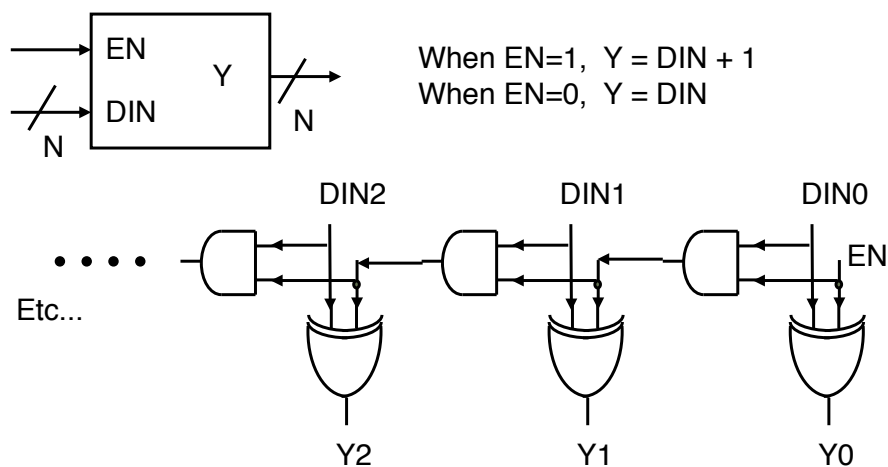 EN
Y
DIN
N
N
When EN=1, Y = DIN + 1
When EN=0, Y = DIN
DIN2 DIN1 DIN0
EN
Etc...
Y2 Y1 Y0